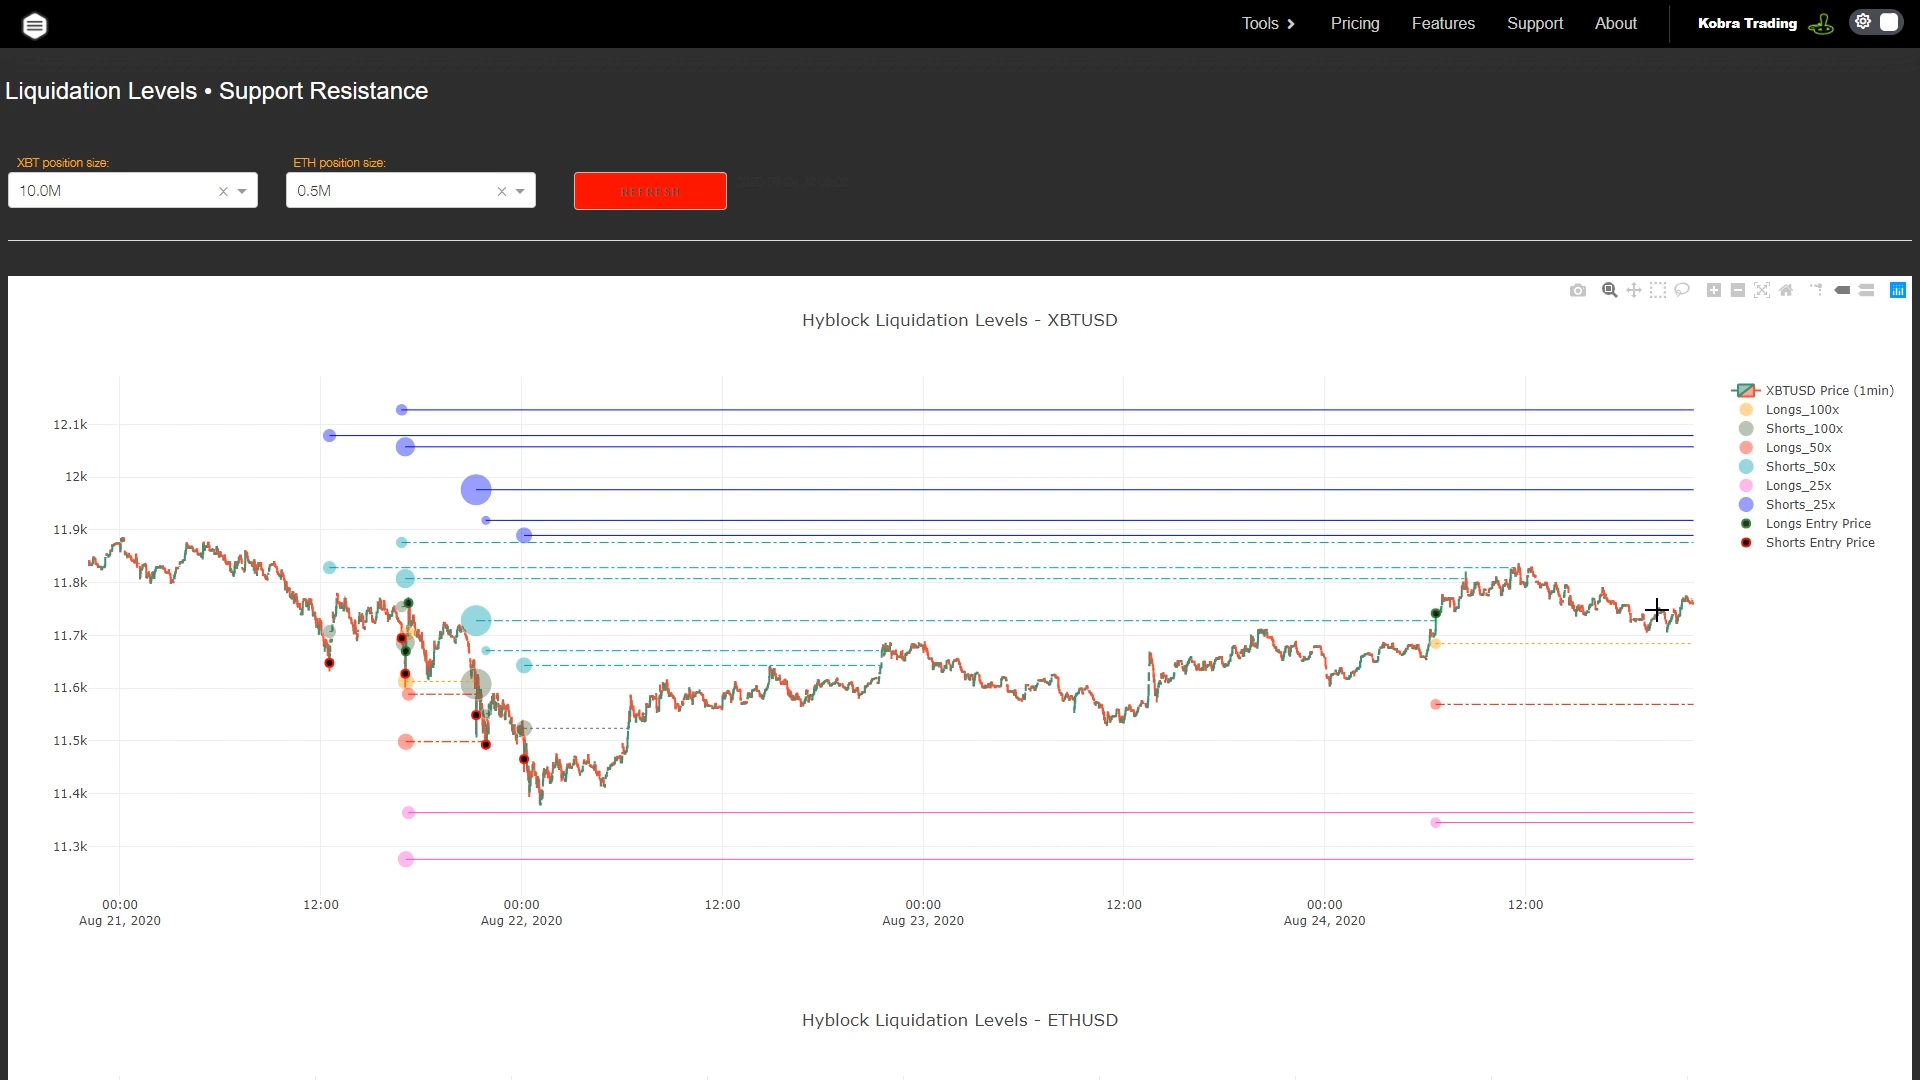 Tools
Pricing
Features
Support
About
Kobra Trading
Liquidation Levels • Support Resistance
XBT position size:
ETH position size:
10.0M
0.5M
REFRESH
Hyblock Liquidation Levels - XBTUSD
12.1k
12k
11.9k
11.8k
11.7k
11.6k
11.5k
11.4k
11.3k
XBTUSD Price (1min)
Longs_100x
Shorts_100x
Longs_50x
Shorts_50x
Longs_25x
Shorts_25x
Longs Entry Price
Shorts Entry Price
00:00
Aug 21, 2020
12:00
00:00
Aug 22, 2020
12:00
00:00
Aug 23, 2020
12:00
00:00
Aug 24, 2020
12:00
Hyblock Liquidation Levels - ETHUSD